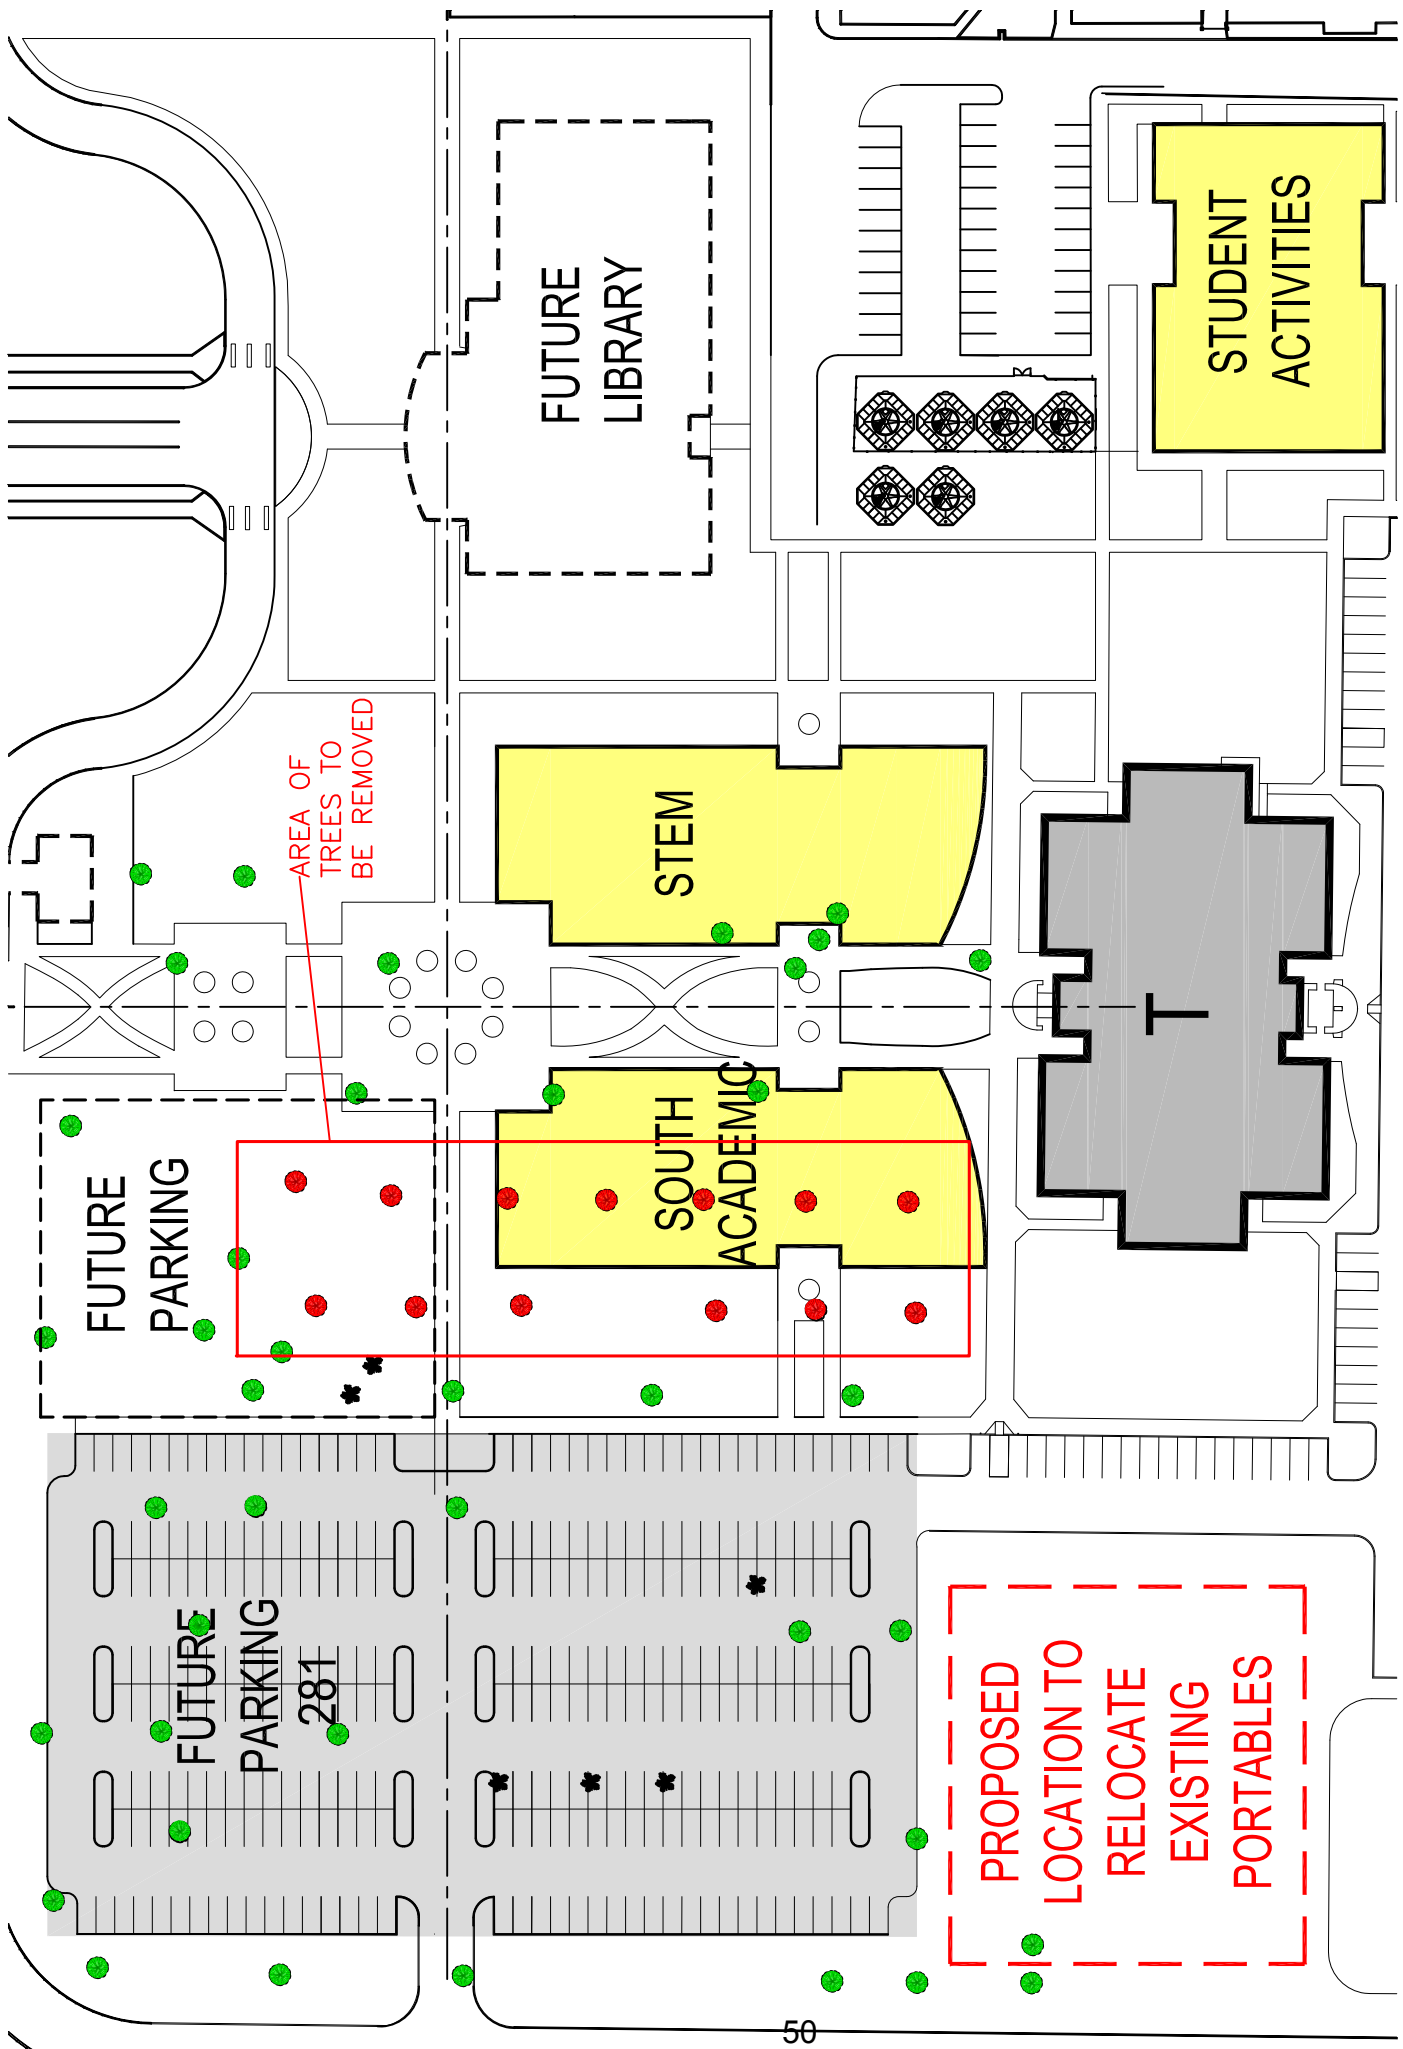 FUTURE
LIBRARY
STUDENT
ACTIVITIES
AREA OF
TREES TO
BE REMOVED
STEM
T
SOUTH
ACADEMIC
FUTURE
PARKING
FUTURE
PARKING
281
PROPOSED
LOCATION TO
RELOCATE
EXISTING
PORTABLES
50